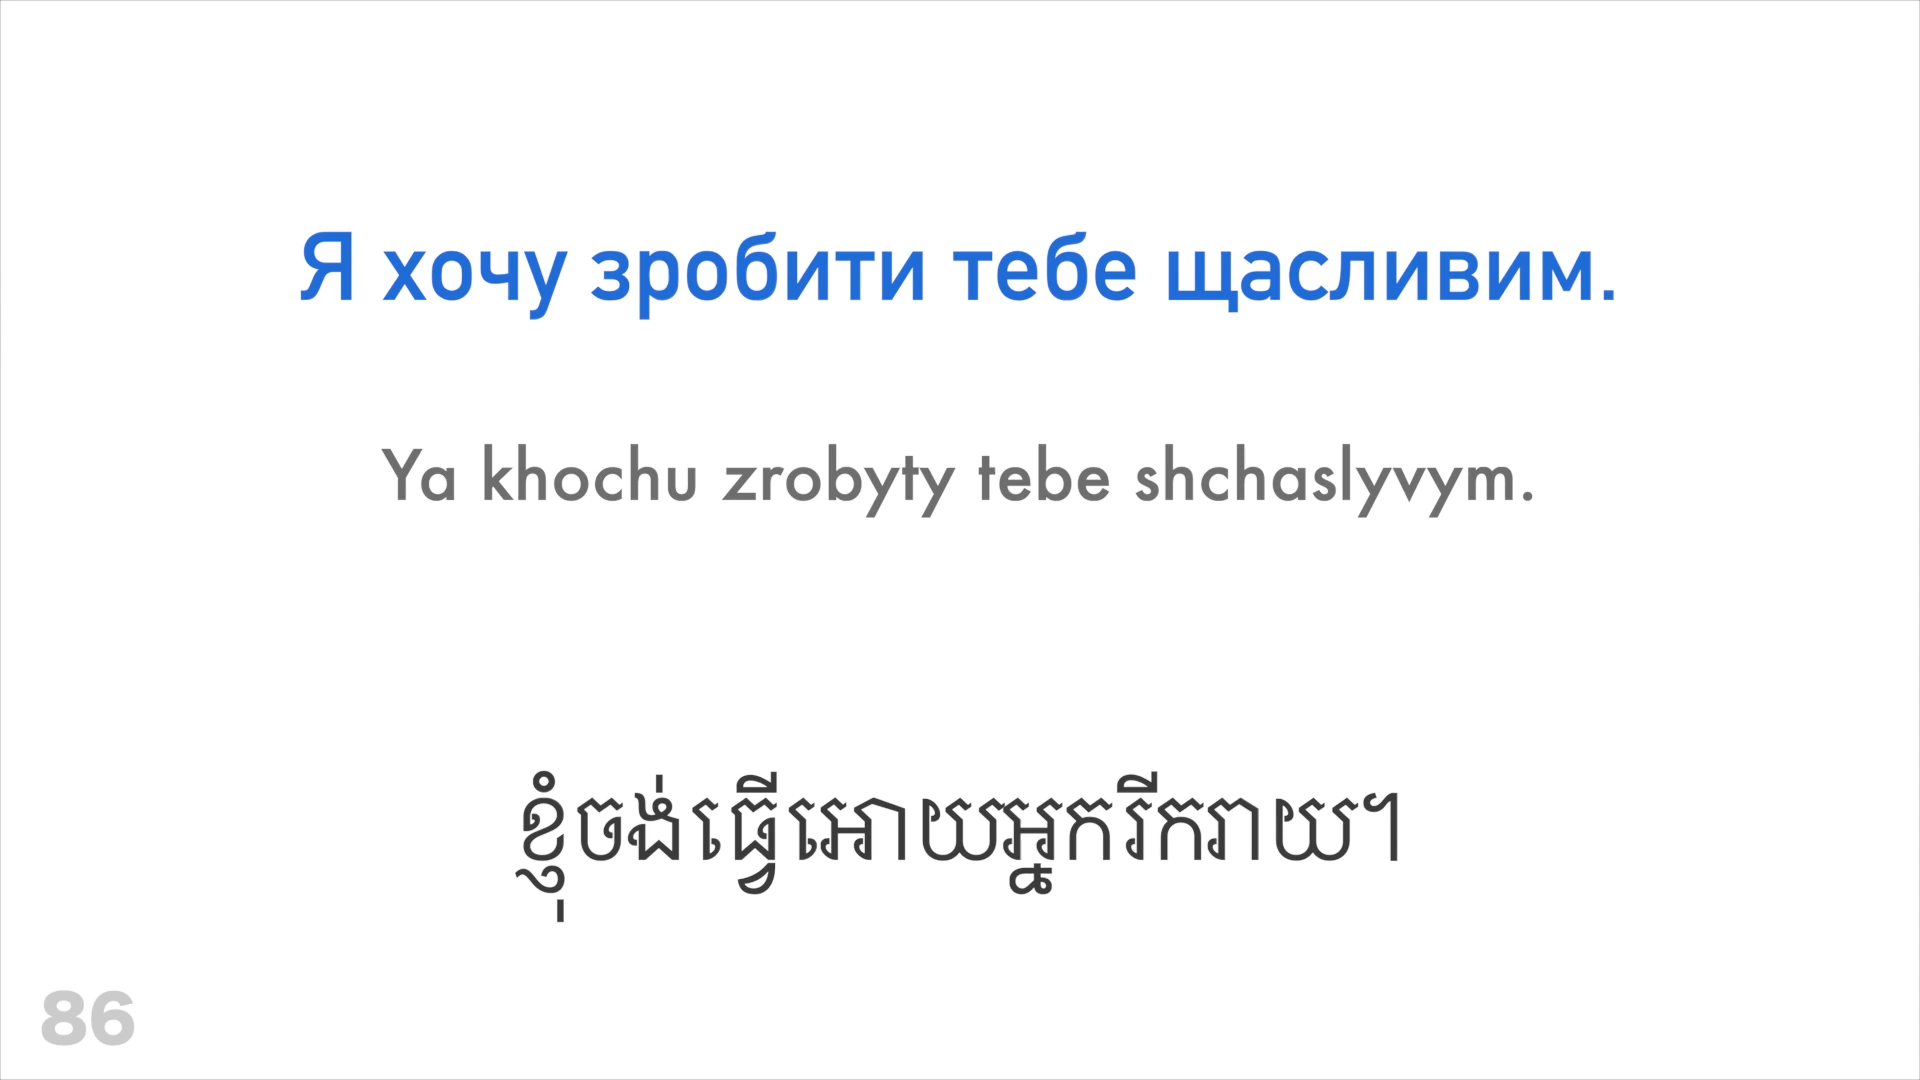 Я хочу зробити тебе щасливим.
Ya khochu zrobyty tebe shchaslyvym.
ខ្ញុំចង់ធ្វើអោយអ្នករីករាយ។
86